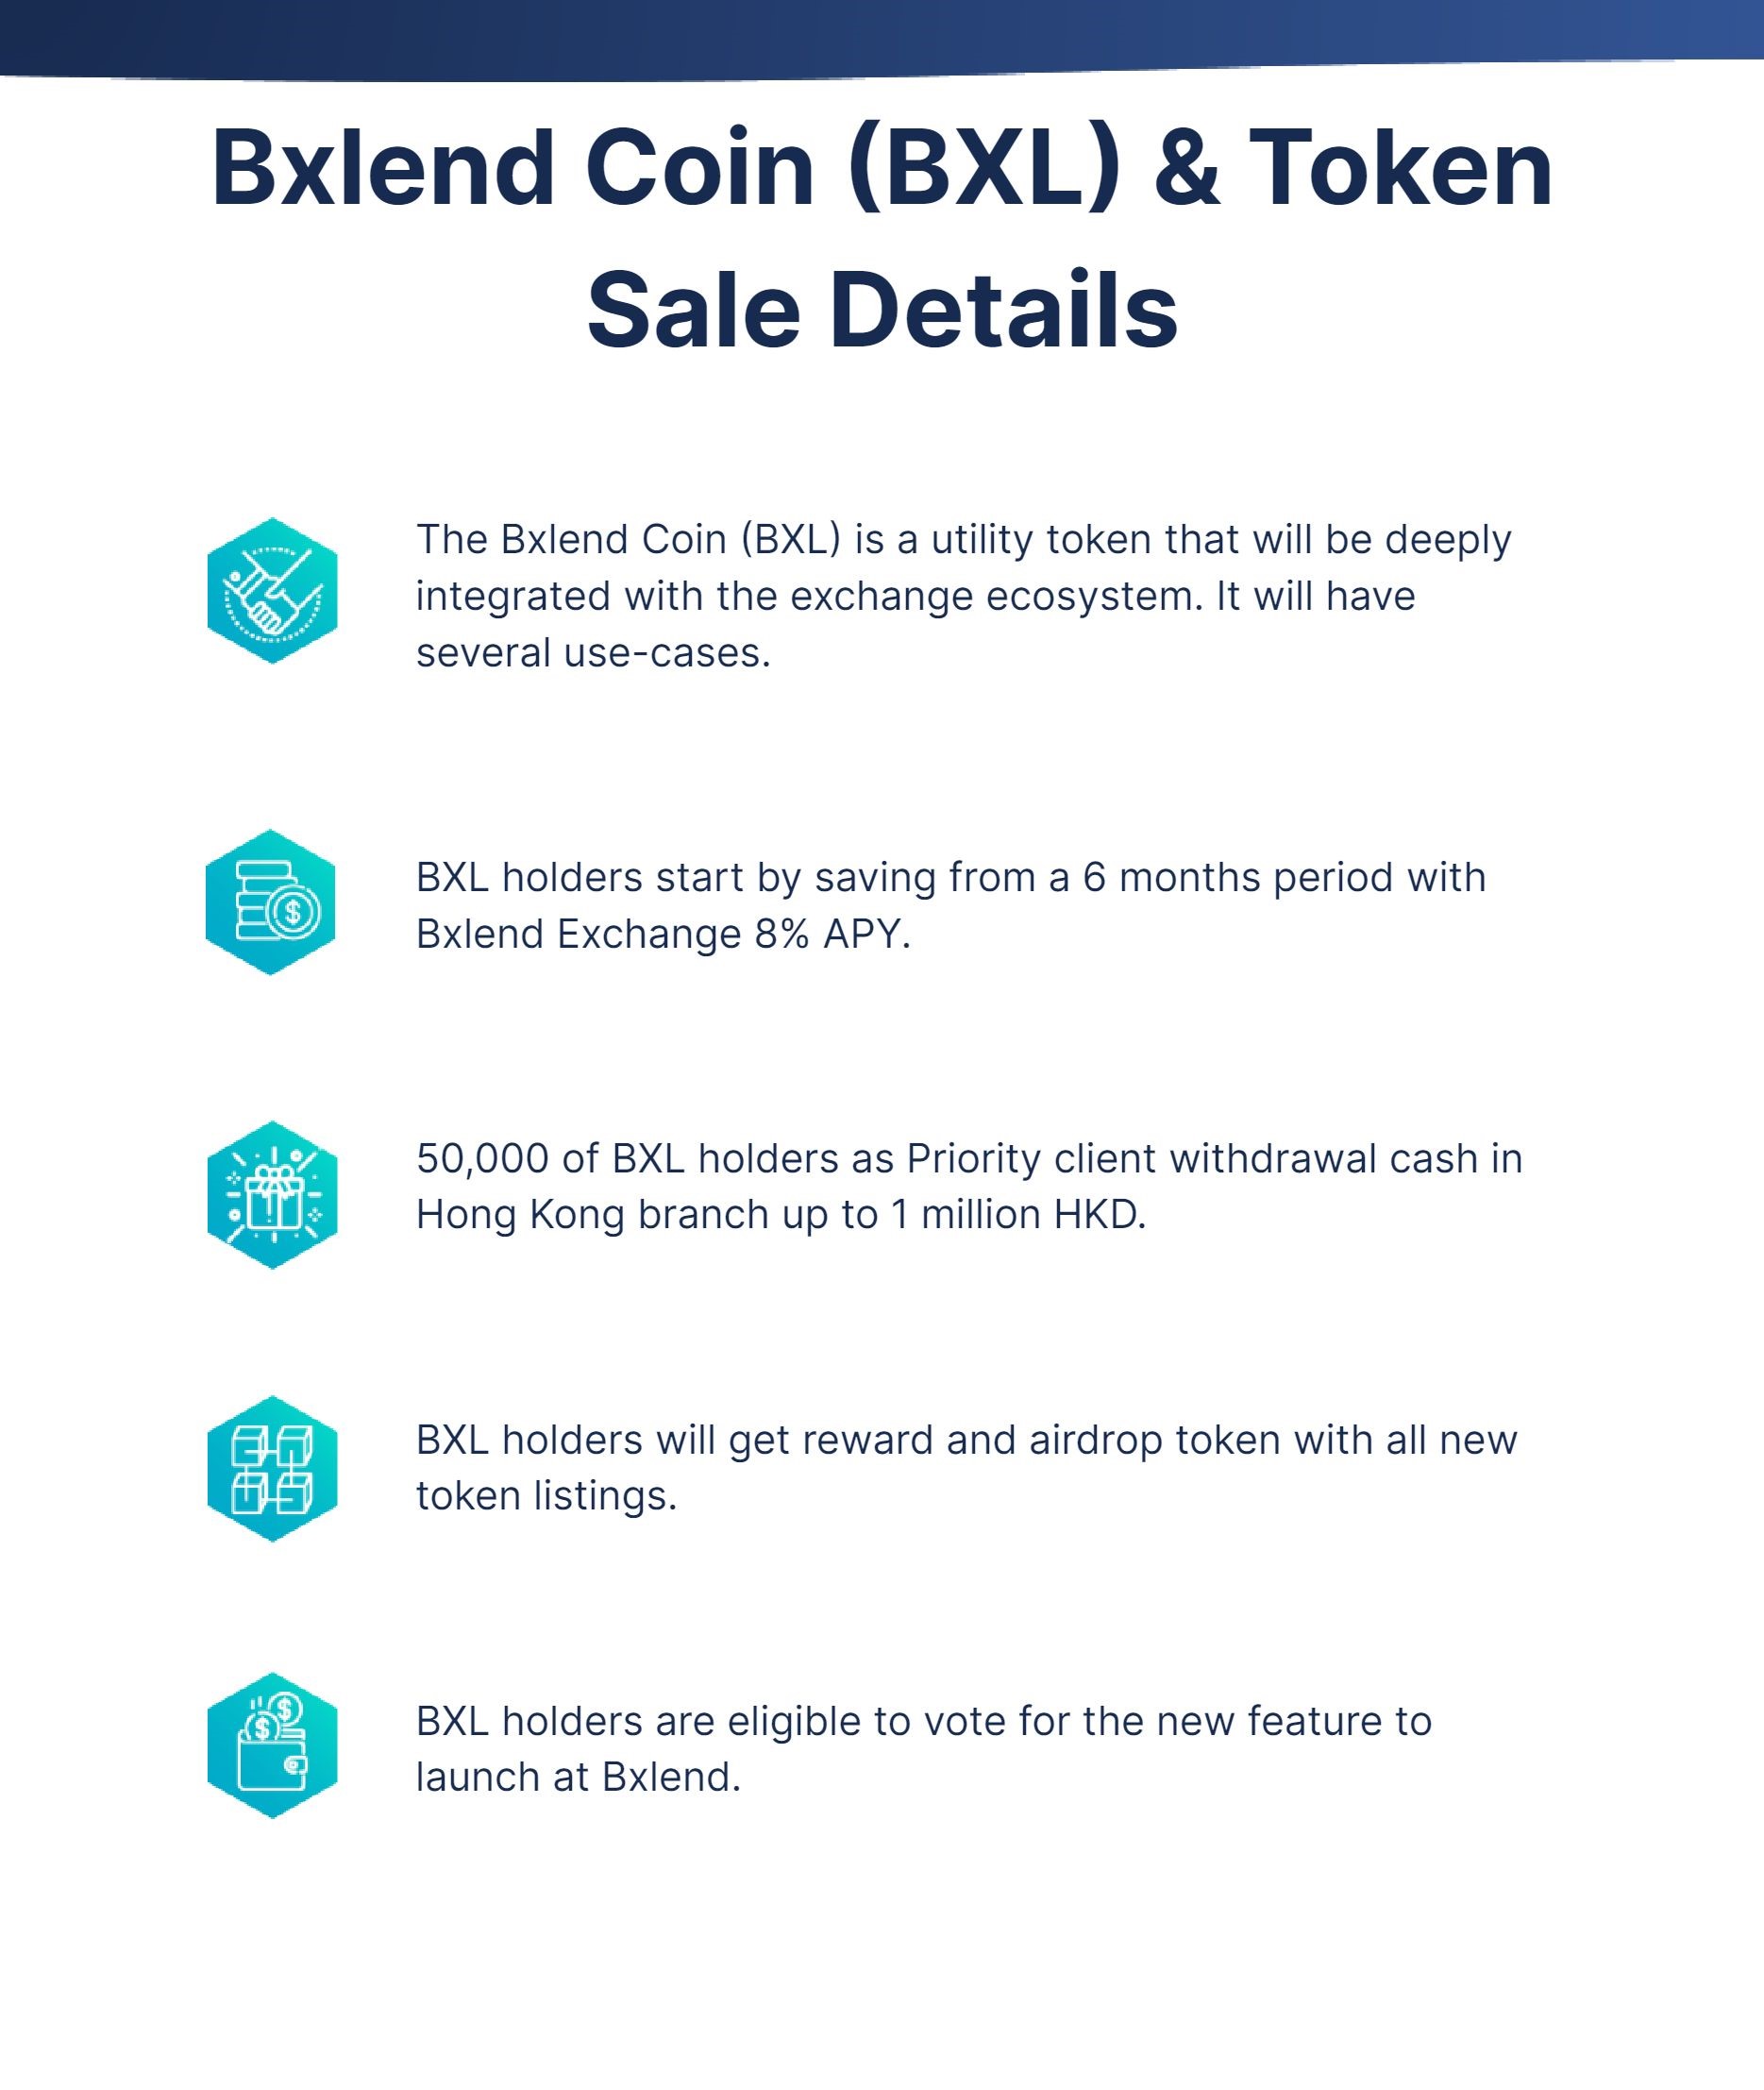 Bxlend Coin (BXL) & Token
Sale Details
The Bxlend Coin (BXL) is a utility token that will be deeply
integrated with the exchange ecosystem. It will have
several use-cases.
BXL holders start by saving from a 6 months period with
Bxlend Exchange 8% APY.
50,000 of BXL holders as Priority client withdrawal cash in
Hong Kong branch up to 1 million HKD.
BXL holders will get reward and airdrop token with all new
token listings.
BXL holders are eligible to vote for the new feature to
launch at Bxlend.